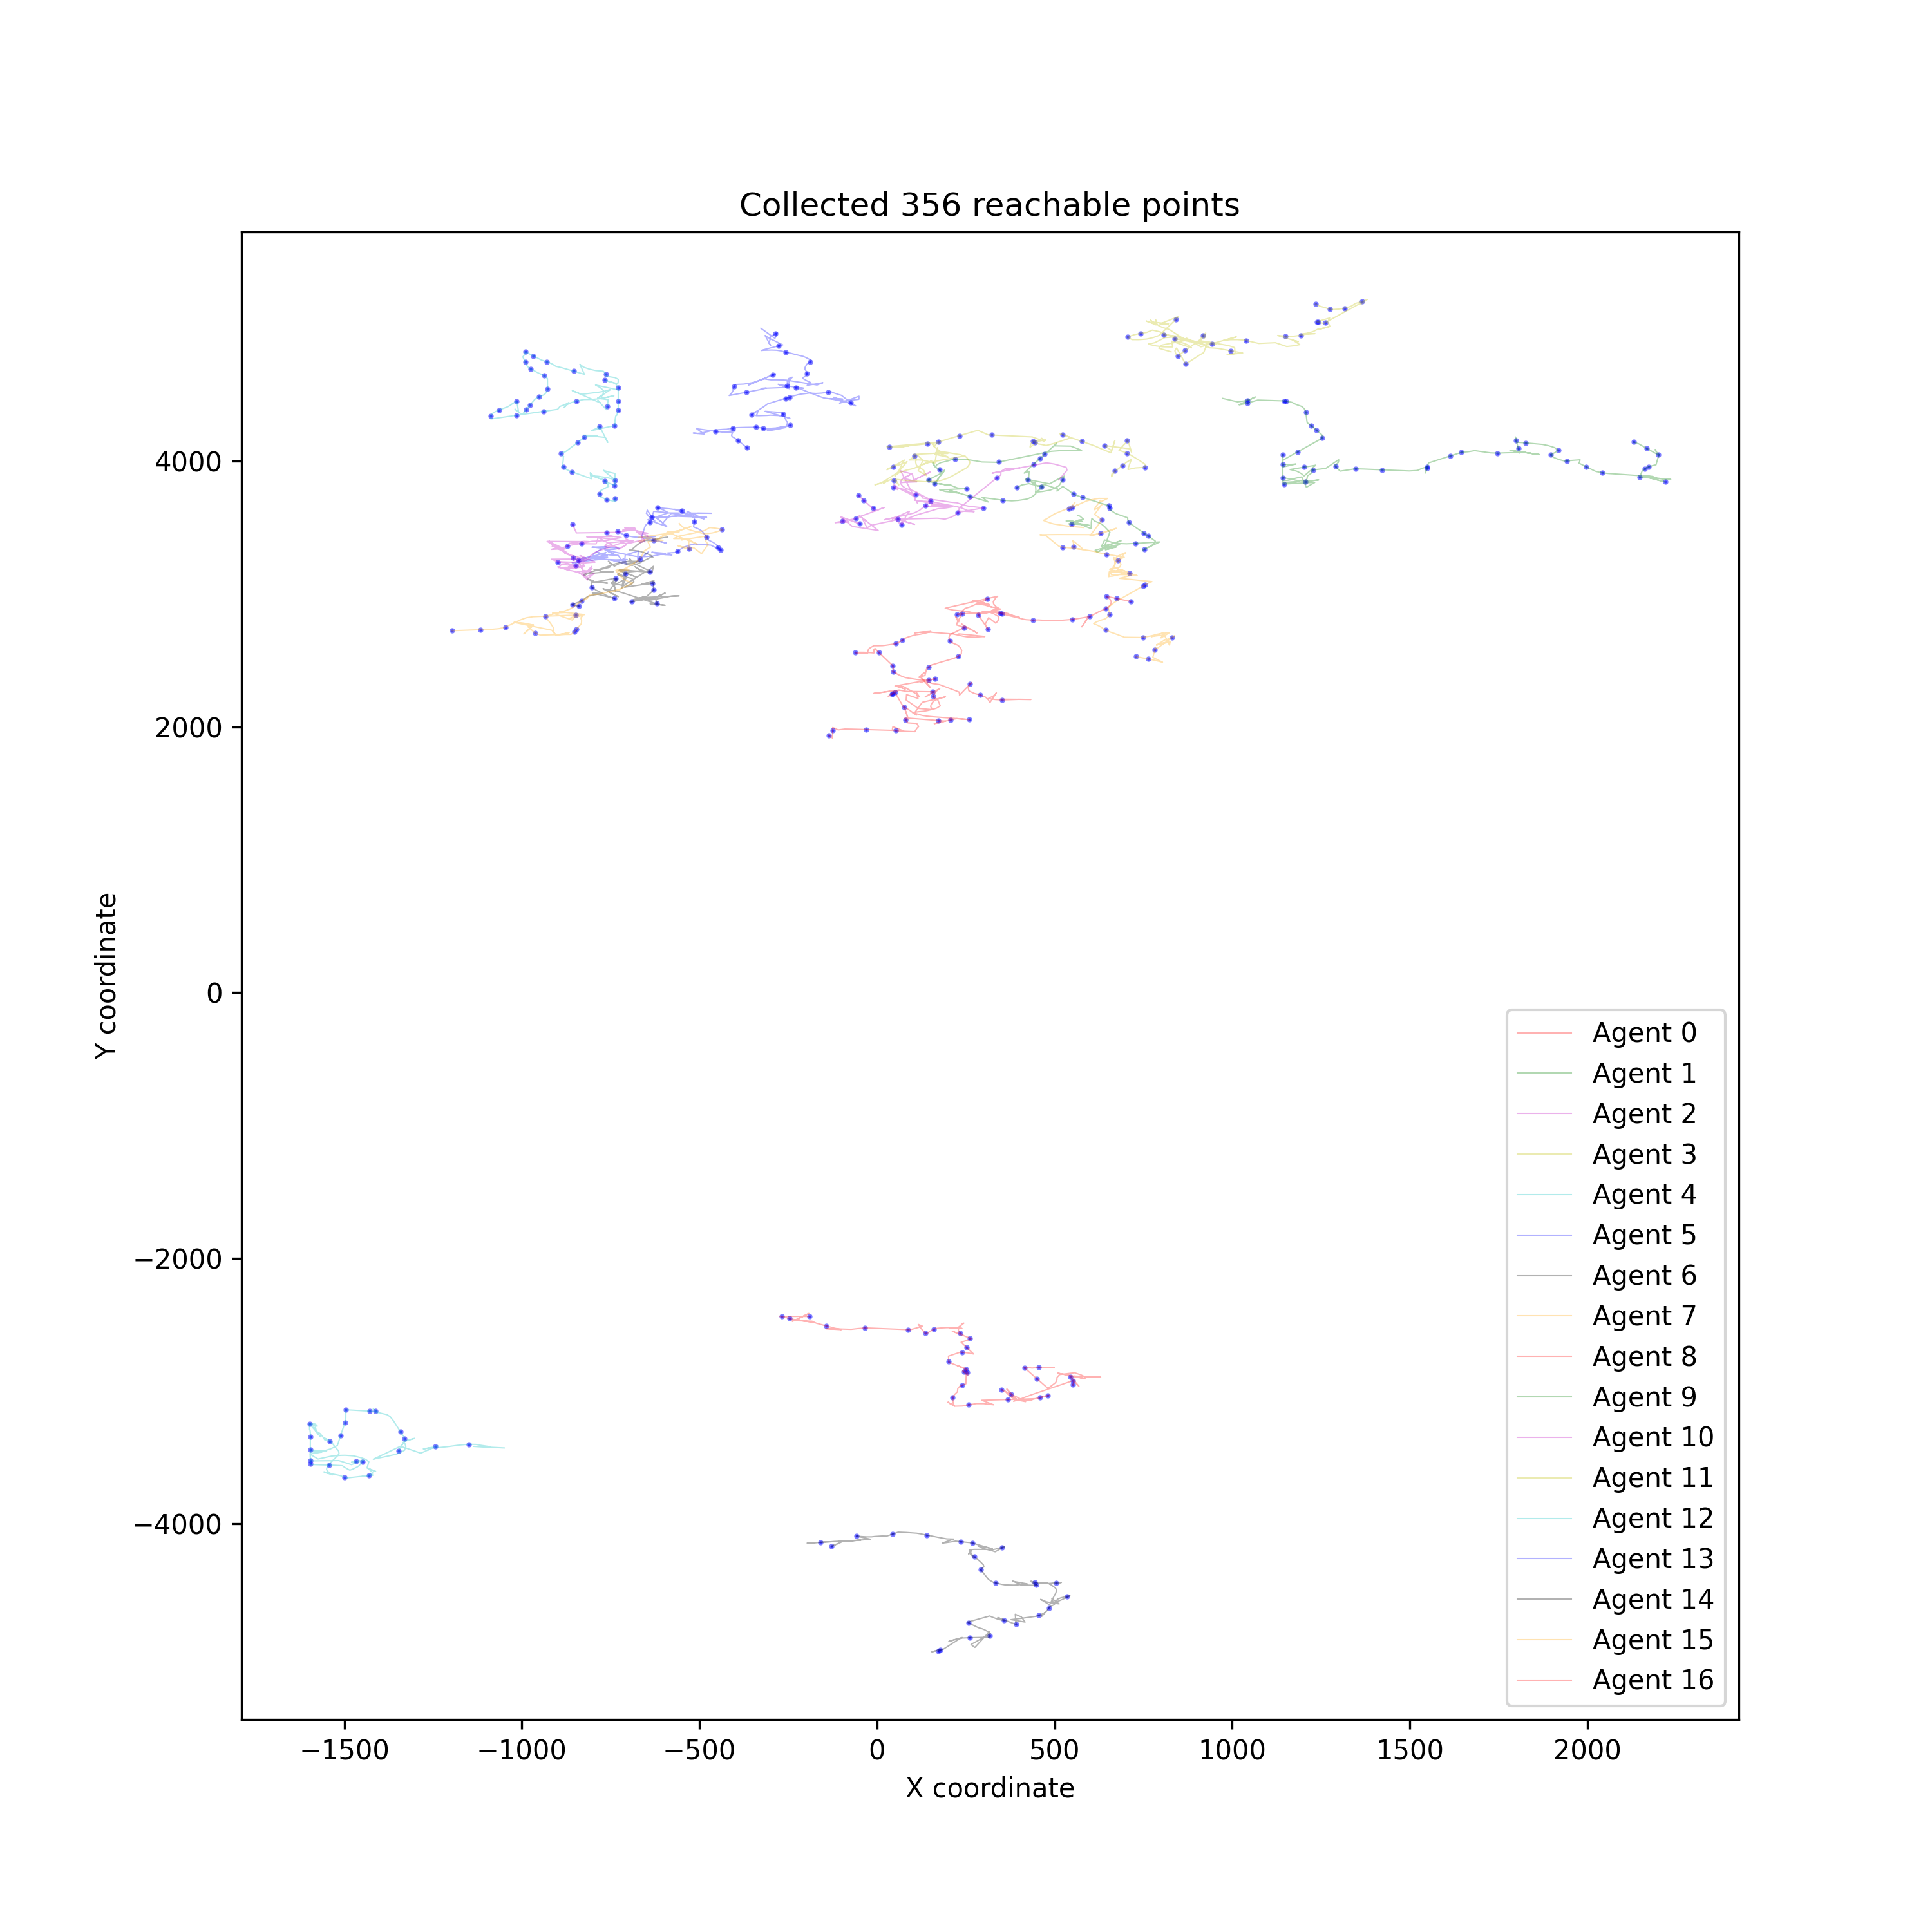 Collected 356 reachable points
4000
2000
0
−2000
−4000
Y coordinate
−1500
−1000
−500
0
500
1000
1500
2000
X coordinate
Agent 0
Agent 1
Agent 2
Agent 3
Agent 4
Agent 5
Agent 6
Agent 7
Agent 8
Agent 9
Agent 10
Agent 11
Agent 12
Agent 13
Agent 14
Agent 15
Agent 16